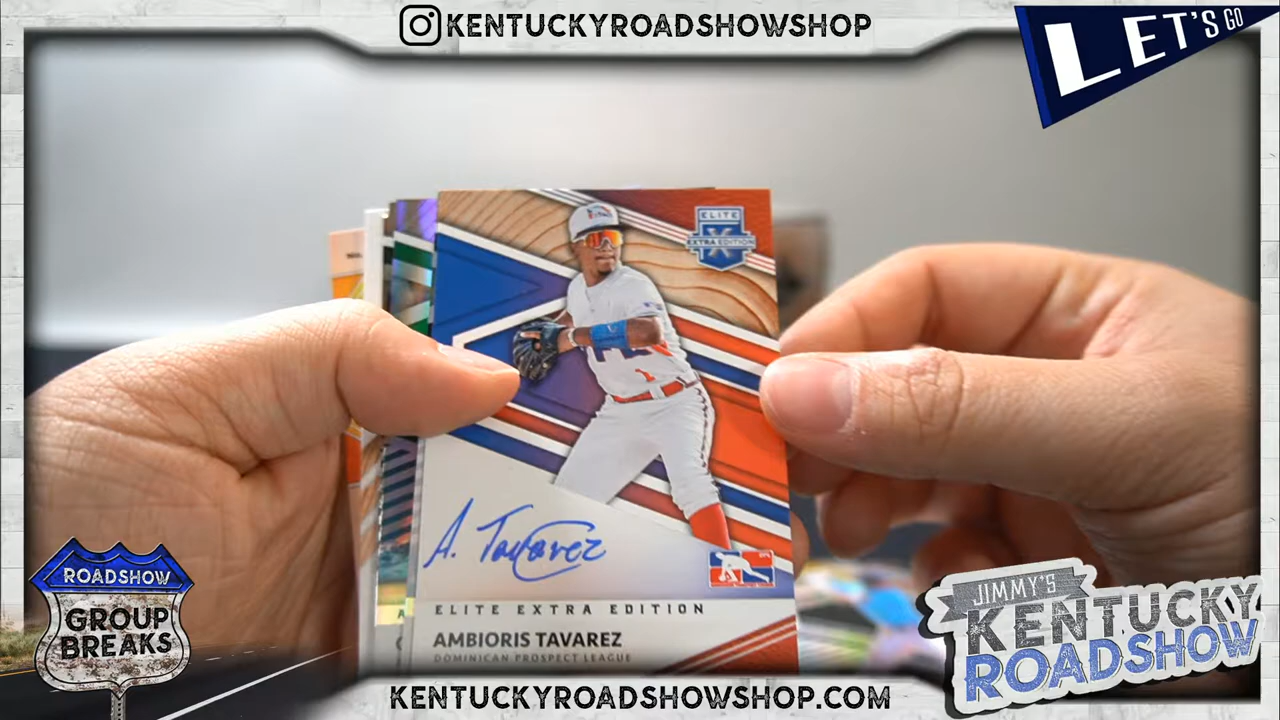 KENTUCKYROADSHOWSHOP
LET'S GO
ELITE
X
EXTRA EDITION
1
A. Tavarez
ELITE EXTRA EDITION
AMBIORIS TAVAREZ
DOMINICAN PROSPECT LEAGUE
ROADSHOW
GROUP
BREAKS
JIMMY'S
KENTUCKY
ROADSHOW
KENTUCKYROADSHOWSHOP.COM